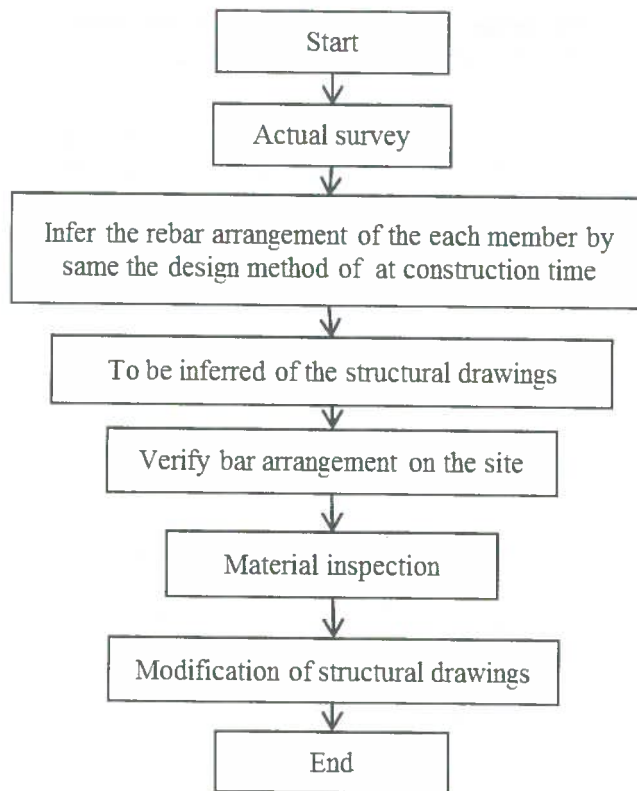 Start
Actual survey
Infer the rebar arrangement of the each member by
same the design method of at construction time
To be inferred of the structural drawings
Verify bar arrangement on the site
Material inspection
Modification of structural drawings
End